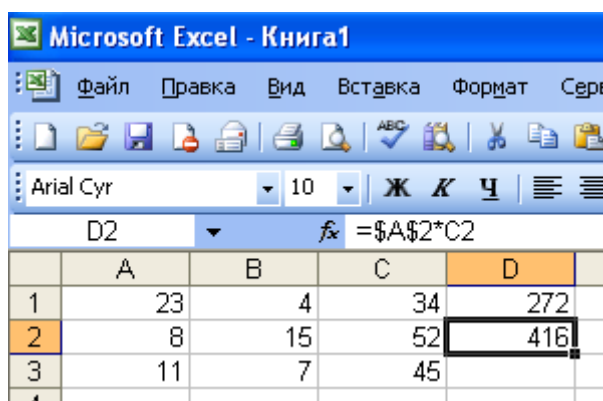 Microsoft Excel - Книга1
Файл Правка Вид Вставка Формат
Arial Cyr 10 Ж К Ч
D2 fx =$A$2*C2
A B C D
1 23 4 34 272
2 8 15 52 416
3 11 7 45